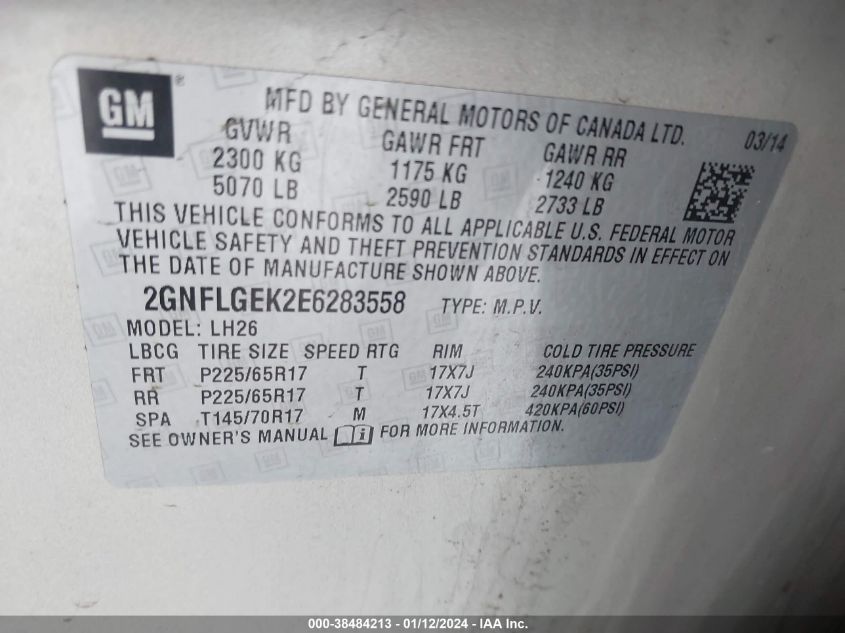 GM ®
MFD BY GENERAL MOTORS OF CANADA LTD. 03/14
GVWR GAWR FRT GAWR RR
2300 KG 1175 KG 1240 KG
5070 LB 2590 LB 2733 LB
THIS VEHICLE CONFORMS TO ALL APPLICABLE U.S. FEDERAL MOTOR
VEHICLE SAFETY AND THEFT PREVENTION STANDARDS IN EFFECT ON
THE DATE OF MANUFACTURE SHOWN ABOVE.
2GNFLGEK2E6283558 TYPE: M.P.V.
MODEL: LH26
LBCG TIRE SIZE SPEED RTG RIM COLD TIRE PRESSURE
FRT P225/65R17 T 17X7J 240KPA(35PSI)
RR P225/65R17 T 17X7J 240KPA(35PSI)
SPA T145/70R17 M 17X4.5T 420KPA(60PSI)
SEE OWNER'S MANUAL i FOR MORE INFORMATION.
000-38484213 - 01/12/2024 - IAA Inc.